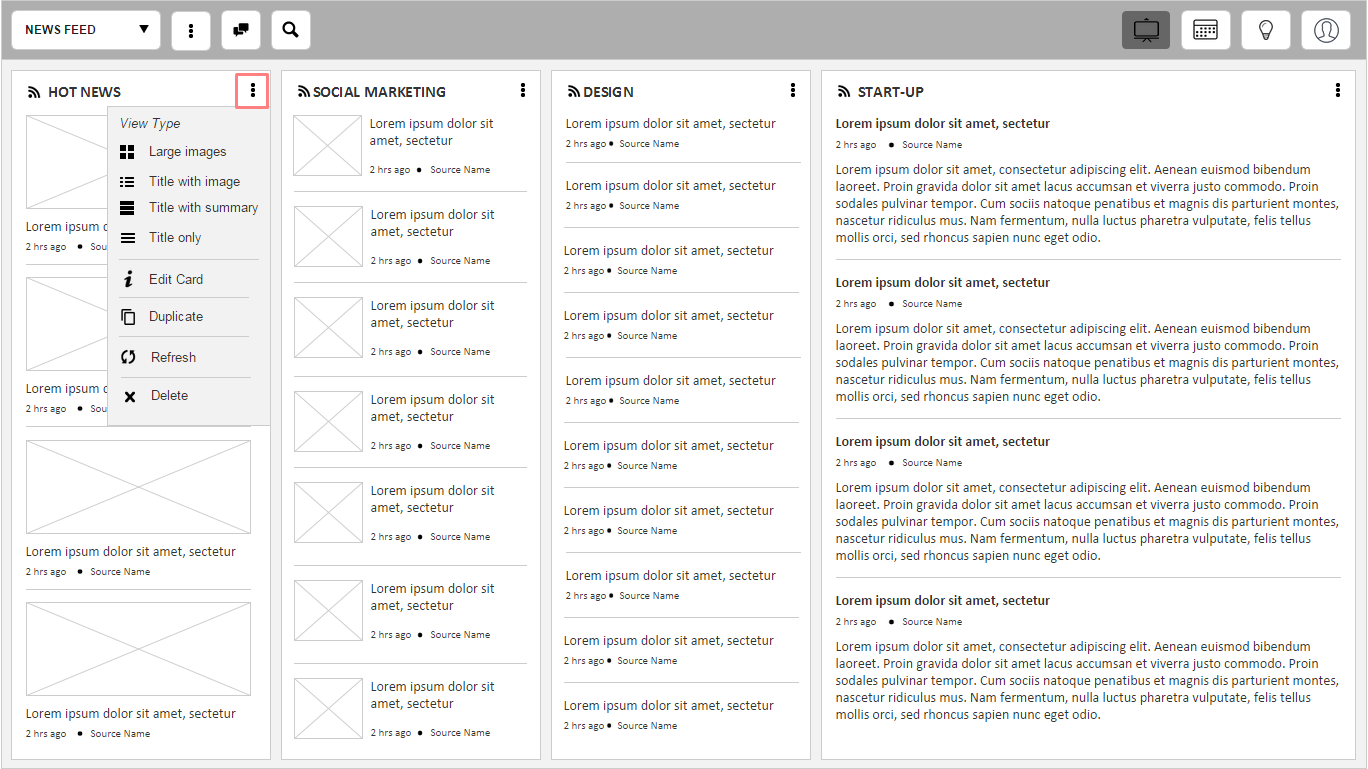 NEWS FEED
HOT NEWS
View Type
Large images
Title with image
Title with summary
Title only
Edit Card
Duplicate
Refresh
Delete
Lorem ipsum
2 hrs ago ● Sou
Lorem ipsum
2 hrs ago ● Sou
Lorem ipsum dolor sit amet, sectetur
2 hrs ago ● Source Name
Lorem ipsum dolor sit amet, sectetur
2 hrs ago ● Source Name
SOCIAL MARKETING
Lorem ipsum dolor sit
amet, sectetur
2 hrs ago ● Source Name
Lorem ipsum dolor sit
amet, sectetur
2 hrs ago ● Source Name
Lorem ipsum dolor sit
amet, sectetur
2 hrs ago ● Source Name
Lorem ipsum dolor sit
amet, sectetur
2 hrs ago ● Source Name
Lorem ipsum dolor sit
amet, sectetur
2 hrs ago ● Source Name
Lorem ipsum dolor sit
amet, sectetur
2 hrs ago ● Source Name
Lorem ipsum dolor sit
amet, sectetur
2 hrs ago ● Source Name
DESIGN
Lorem ipsum dolor sit amet, sectetur
2 hrs ago ● Source Name
Lorem ipsum dolor sit amet, sectetur
2 hrs ago ● Source Name
Lorem ipsum dolor sit amet, sectetur
2 hrs ago ● Source Name
Lorem ipsum dolor sit amet, sectetur
2 hrs ago ● Source Name
Lorem ipsum dolor sit amet, sectetur
2 hrs ago ● Source Name
Lorem ipsum dolor sit amet, sectetur
2 hrs ago ● Source Name
Lorem ipsum dolor sit amet, sectetur
2 hrs ago ● Source Name
Lorem ipsum dolor sit amet, sectetur
2 hrs ago ● Source Name
Lorem ipsum dolor sit amet, sectetur
2 hrs ago ● Source Name
Lorem ipsum dolor sit amet, sectetur
2 hrs ago ● Source Name
START-UP
Lorem ipsum dolor sit amet, sectetur
2 hrs ago ● Source Name
Lorem ipsum dolor sit amet, consectetur adipiscing elit. Aenean euismod bibendum
laoreet. Proin gravida dolor sit amet lacus accumsan et viverra justo commodo. Proin
sodales pulvinar tempor. Cum sociis natoque penatibus et magnis dis parturient montes,
nascetur ridiculus mus. Nam fermentum, nulla luctus pharetra vulputate, felis tellus
mollis orci, sed rhoncus sapien nunc eget odio.
Lorem ipsum dolor sit amet, sectetur
2 hrs ago ● Source Name
Lorem ipsum dolor sit amet, consectetur adipiscing elit. Aenean euismod bibendum
laoreet. Proin gravida dolor sit amet lacus accumsan et viverra justo commodo. Proin
sodales pulvinar tempor. Cum sociis natoque penatibus et magnis dis parturient montes,
nascetur ridiculus mus. Nam fermentum, nulla luctus pharetra vulputate, felis tellus
mollis orci, sed rhoncus sapien nunc eget odio.
Lorem ipsum dolor sit amet, sectetur
2 hrs ago ● Source Name
Lorem ipsum dolor sit amet, consectetur adipiscing elit. Aenean euismod bibendum
laoreet. Proin gravida dolor sit amet lacus accumsan et viverra justo commodo. Proin
sodales pulvinar tempor. Cum sociis natoque penatibus et magnis dis parturient montes,
nascetur ridiculus mus. Nam fermentum, nulla luctus pharetra vulputate, felis tellus
mollis orci, sed rhoncus sapien nunc eget odio.
Lorem ipsum dolor sit amet, sectetur
2 hrs ago ● Source Name
Lorem ipsum dolor sit amet, consectetur adipiscing elit. Aenean euismod bibendum
laoreet. Proin gravida dolor sit amet lacus accumsan et viverra justo commodo. Proin
sodales pulvinar tempor. Cum sociis natoque penatibus et magnis dis parturient montes,
nascetur ridiculus mus. Nam fermentum, nulla luctus pharetra vulputate, felis tellus
mollis orci, sed rhoncus sapien nunc eget odio.